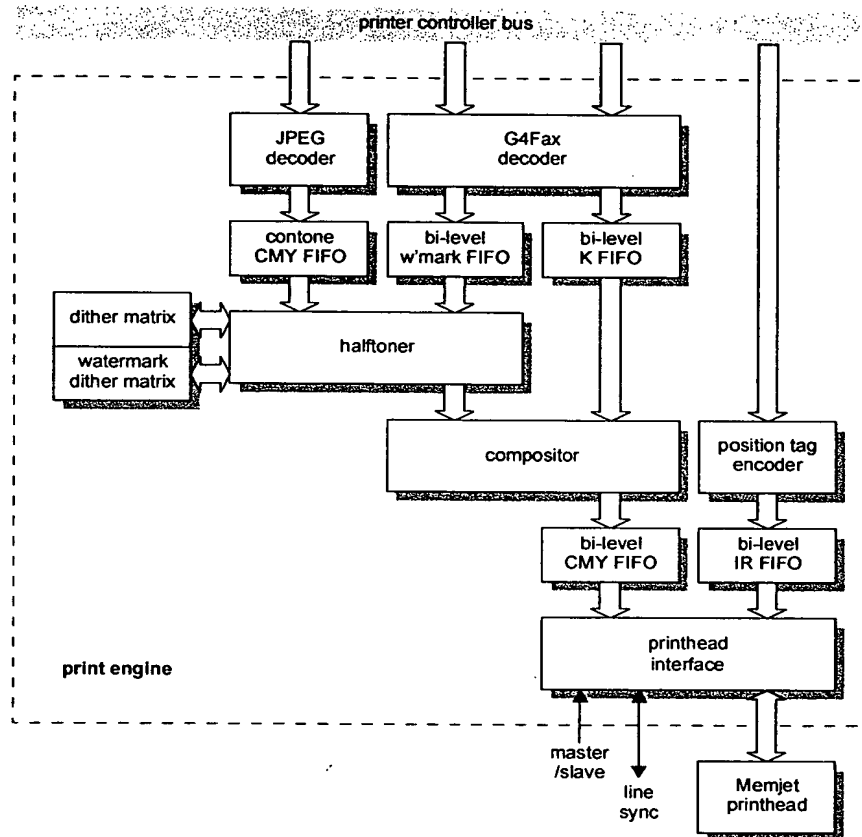 printer controller bus
JPEG
decoder
G4Fax
decoder
contone
CMY FIFO
bi-level
w'mark FIFO
bi-level
K FIFO
dither matrix
watermark
dither matrix
halftoner
compositor
position tag
encoder
bi-level
CMY FIFO
bi-level
IR FIFO
printhead
interface
print engine
master
/slave
line
sync
Memjet
printhead